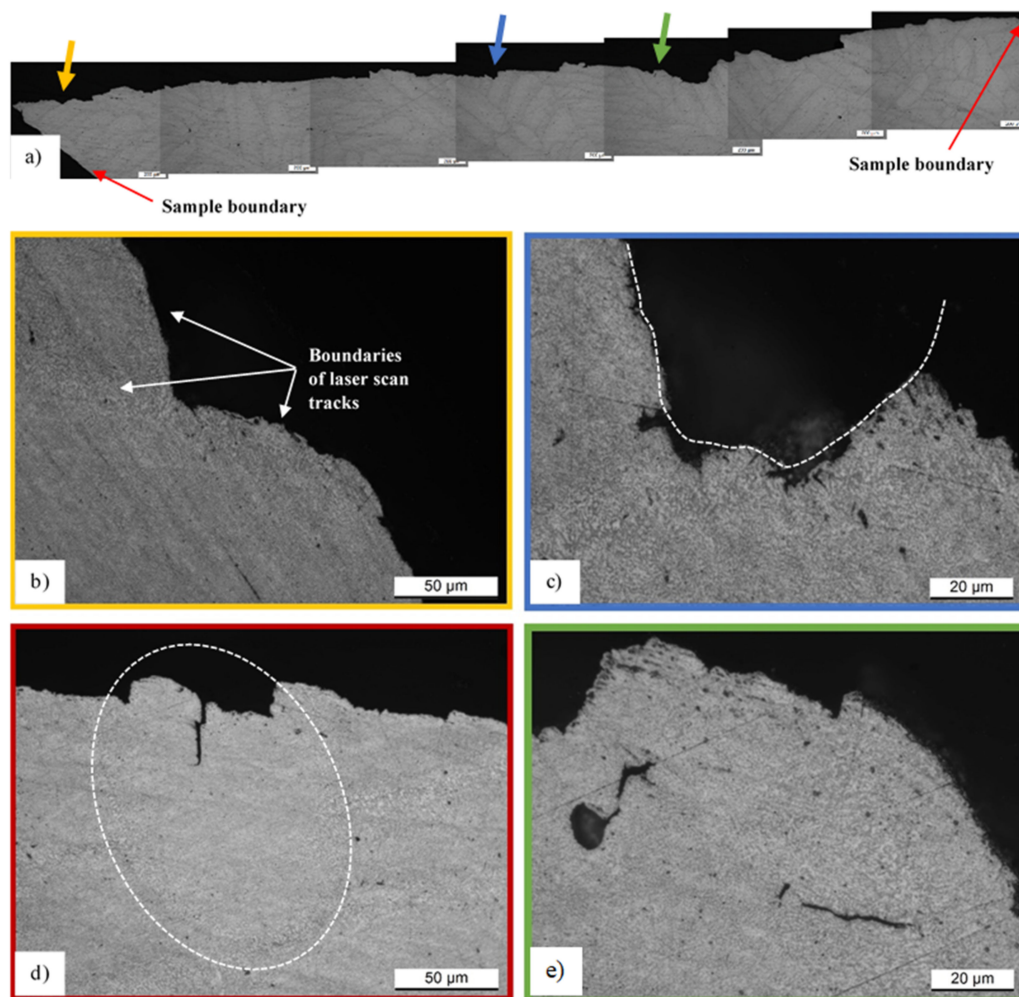 a)
Sample boundary
Sample boundary
b)
Boundaries
of laser scan
tracks
50 µm
c)
20 µm
d)
50 µm
e)
20 µm